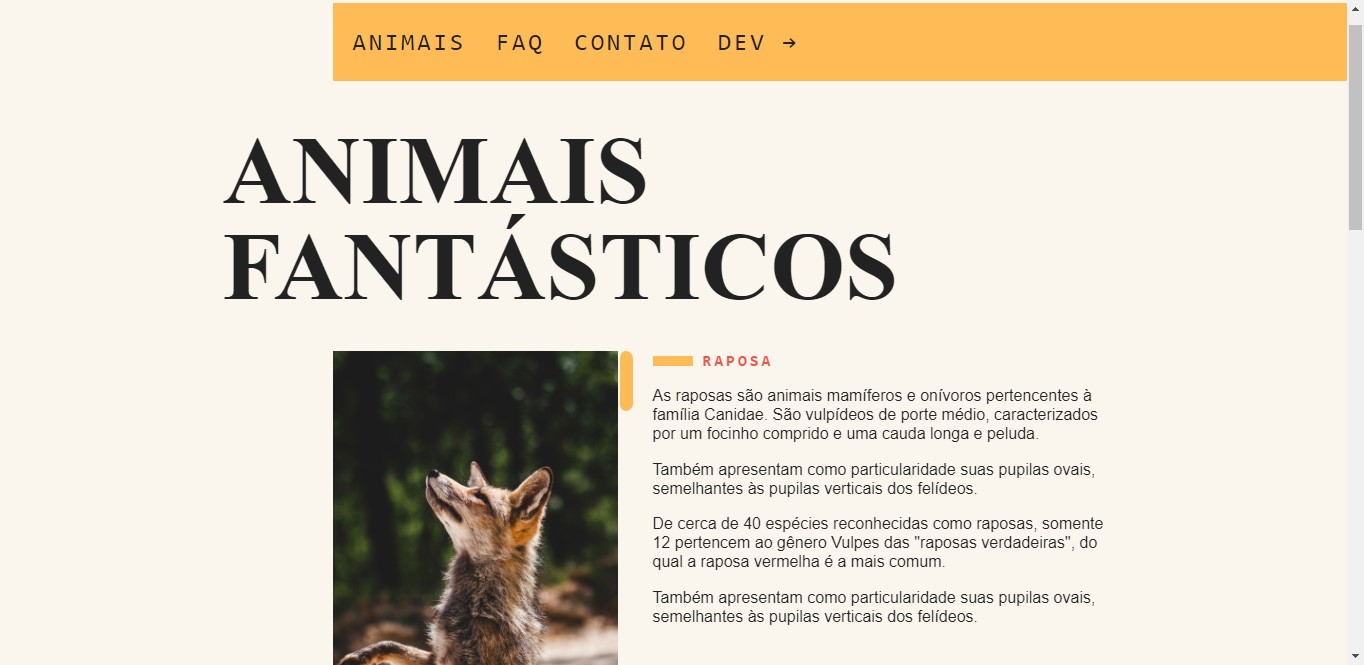 ANIMAIS FAQ CONTATO DEV →
ANIMAIS
FANTÁSTICOS
RAPOSA
As raposas são animais mamíferos e onívoros pertencentes à
família Canidae. São vulpídeos de porte médio, caracterizados
por um focinho comprido e uma cauda longa e peluda.
Também apresentam como particularidade suas pupilas ovais,
semelhantes às pupilas verticais dos felídeos.
De cerca de 40 espécies reconhecidas como raposas, somente
12 pertencem ao gênero Vulpes das "raposas verdadeiras", do
qual a raposa vermelha é a mais comum.
Também apresentam como particularidade suas pupilas ovais,
semelhantes às pupilas verticais dos felídeos.